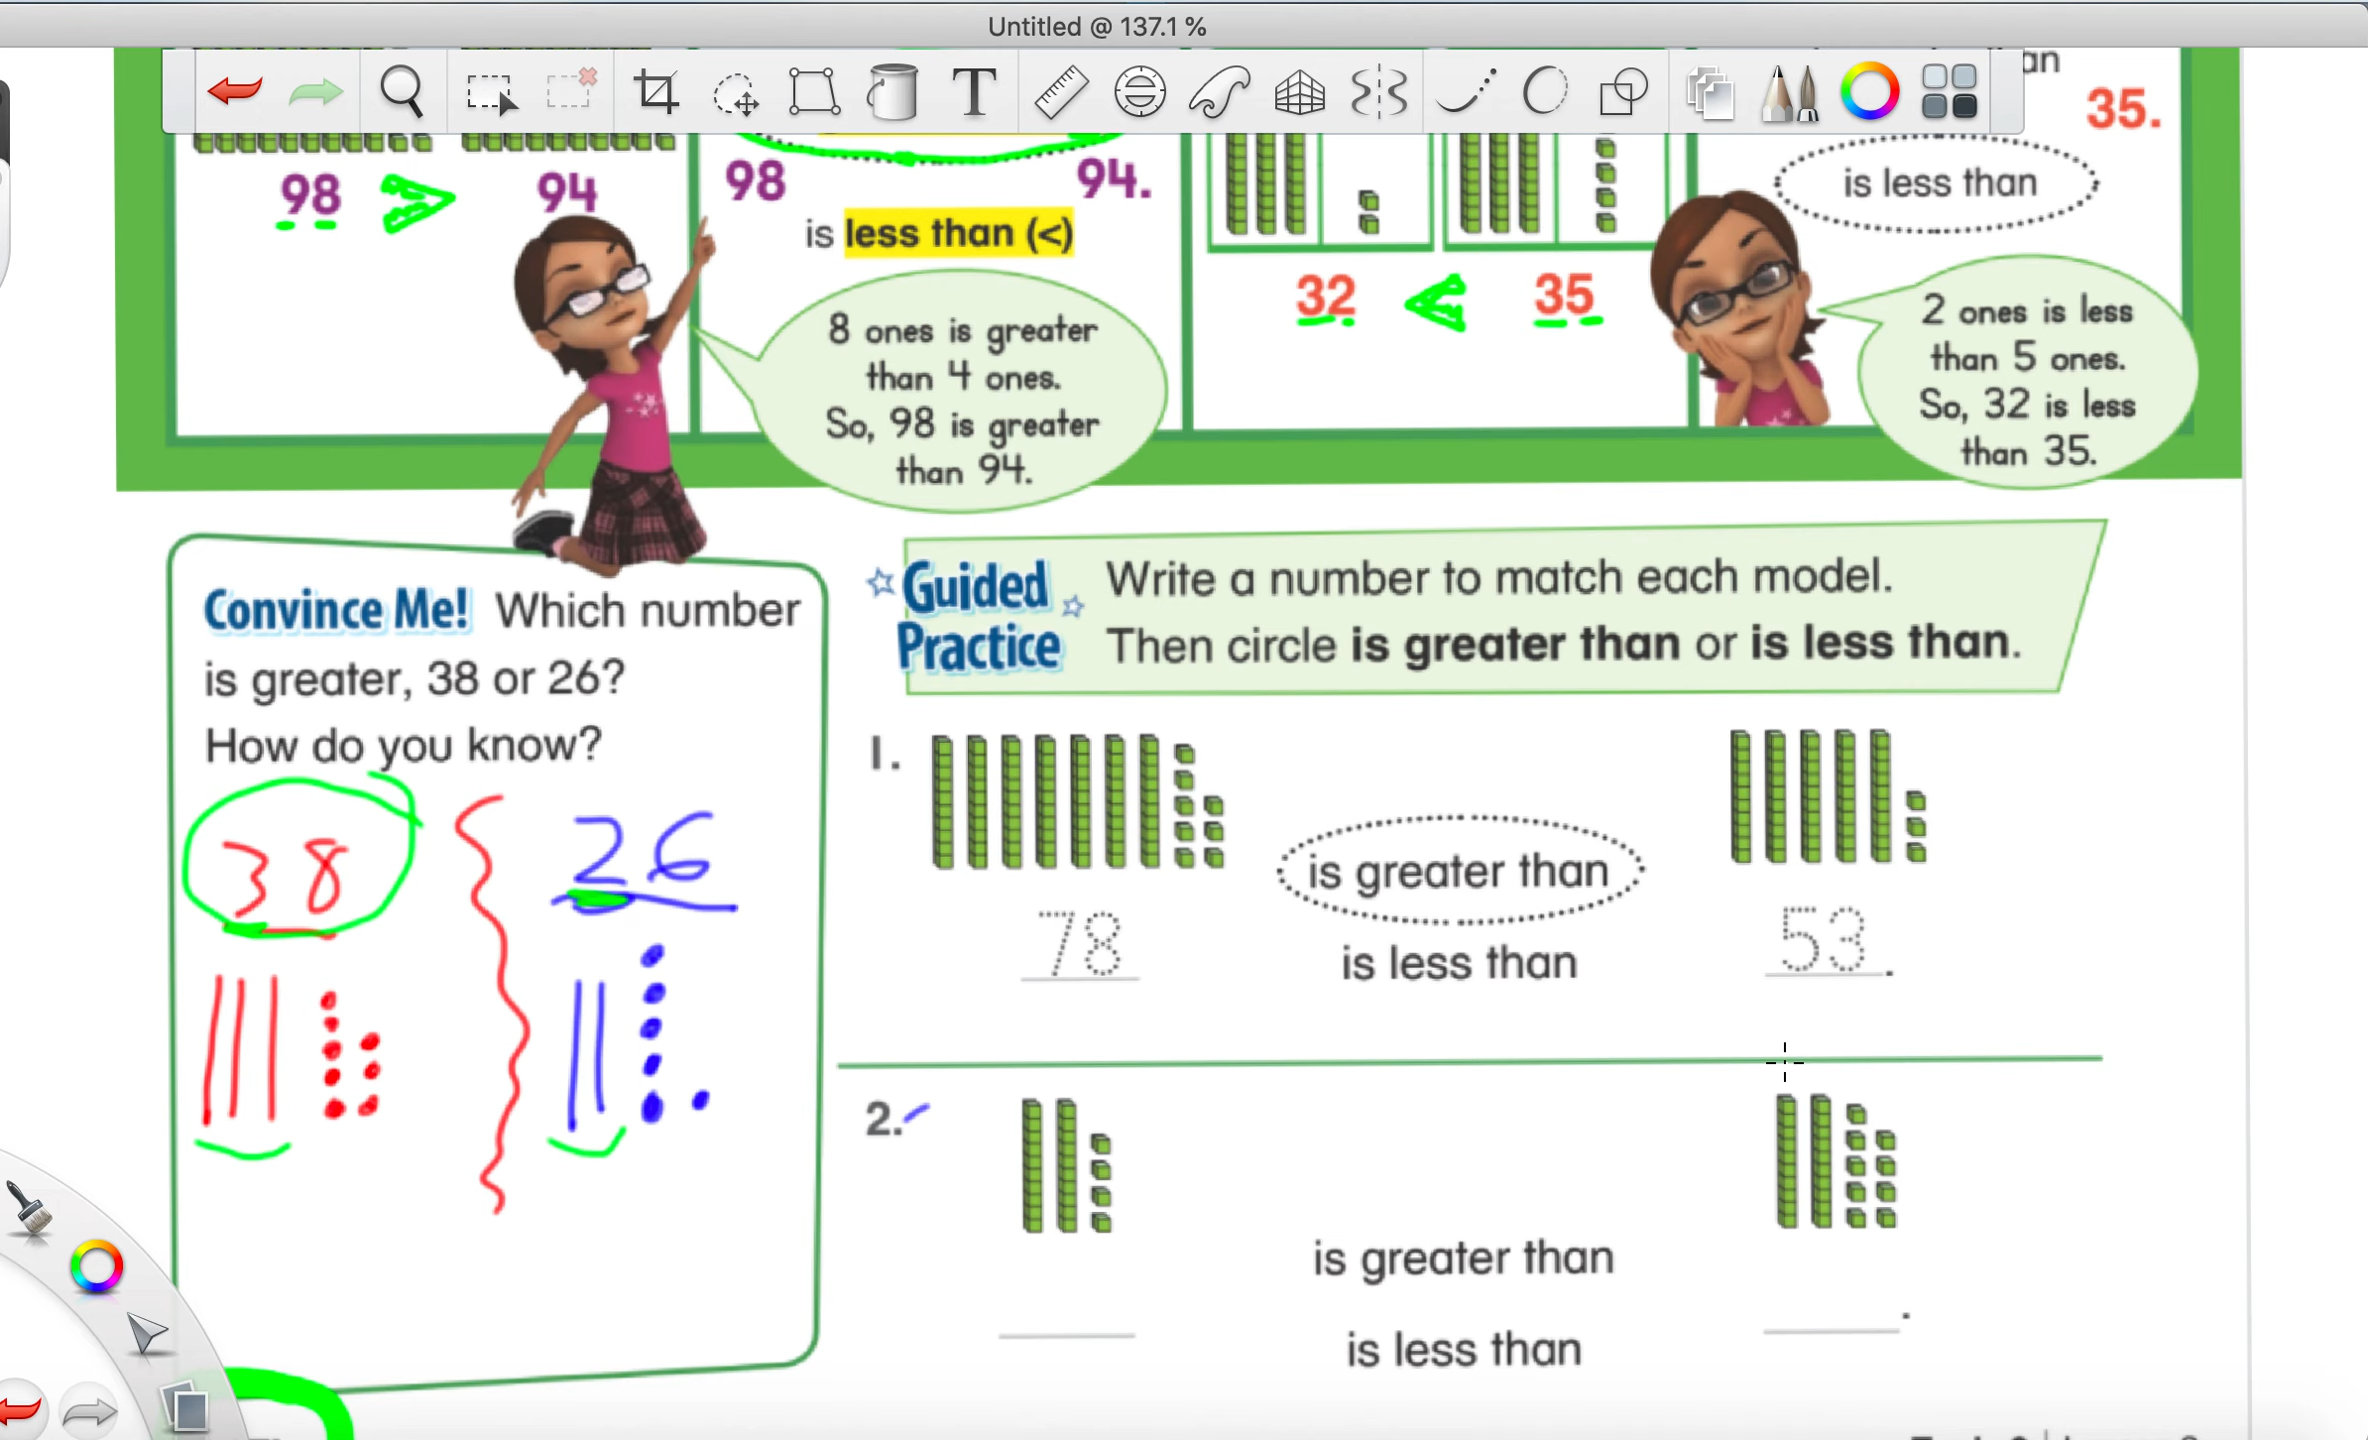 Untitled @ 137.1 %
an
35.
98 > 94
98 94.
is less than (<)
8 ones is greater
than 4 ones.
So, 98 is greater
than 94.
32 < 35
is less than
2 ones is less
than 5 ones.
So, 32 is less
than 35.
Convince Me! Which number
is greater, 38 or 26?
How do you know?
38 26
Guided
Practice
Write a number to match each model.
Then circle is greater than or is less than.
1.
is greater than
78 53.
is less than
2.
is greater than
is less than